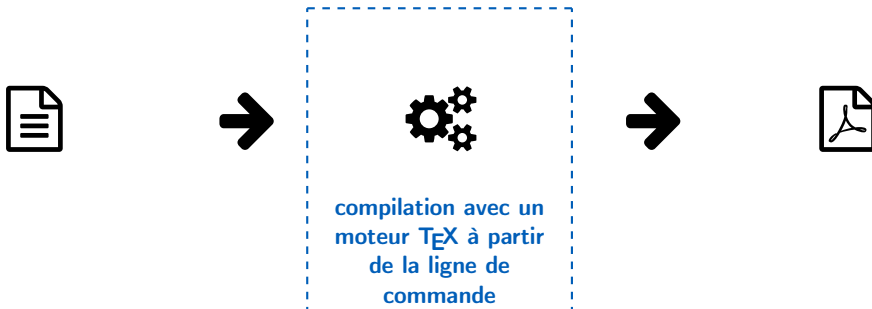 compilation avec un
moteur TEX à partir
de la ligne de
commande